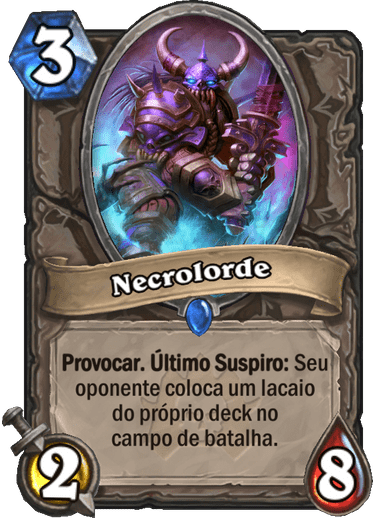 3
Necrolorde
Provocar. Último Suspiro: Seu
oponente coloca um lacaio
do próprio deck no
campo de batalha.
2
8